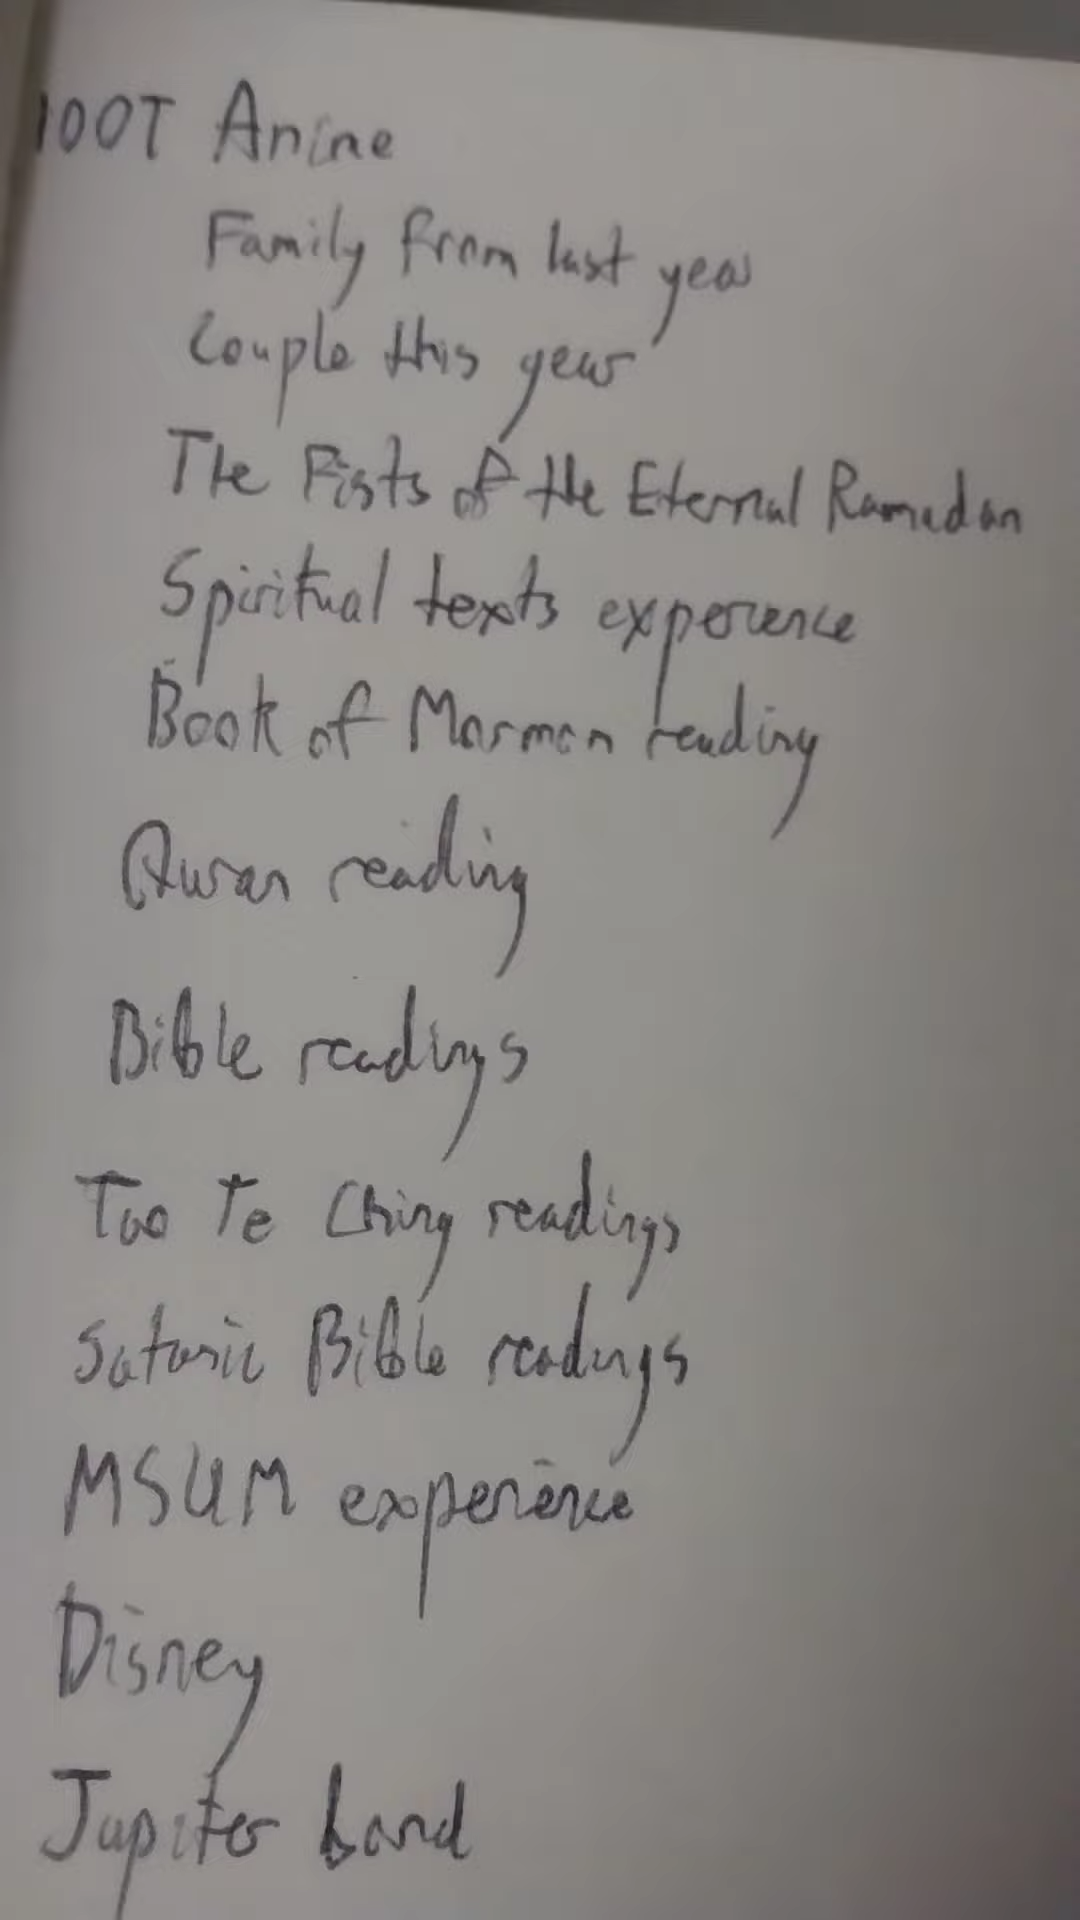 100T Anime
Family from last year
Couple this year
The Fists of the Eternal Ramadan
Spiritual texts experience
Book of Mormon reading
Quran reading
Bible readings
Tao Te Ching readings
Satanic Bible readings
MSUM experience
Disney
Jupiter band